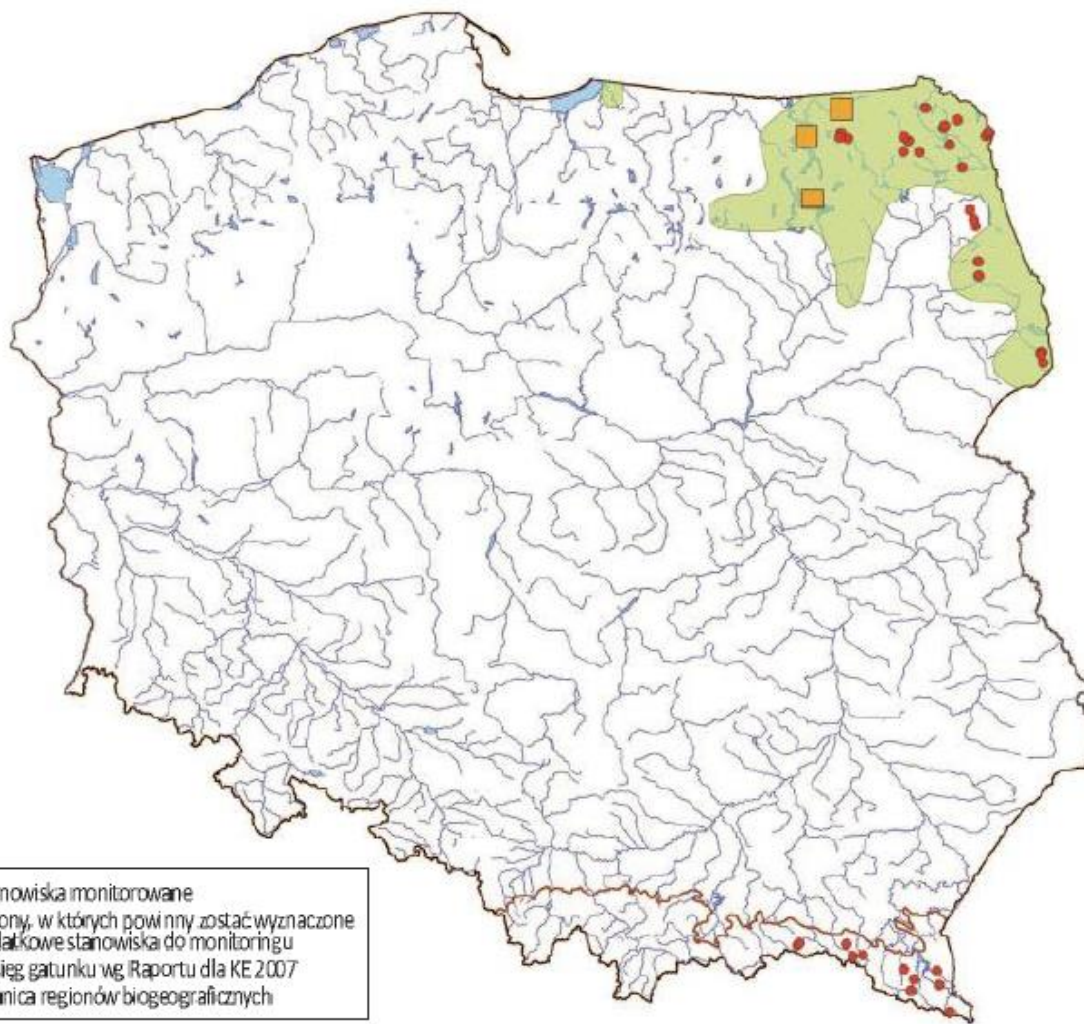 nowiska monitorowane
ony, w których powinny zostać wyznaczone
latkowe stanowiska do monitoringu
ięg gatunku wg Raportu dla KE 2007
nica regionów biogeograficznych